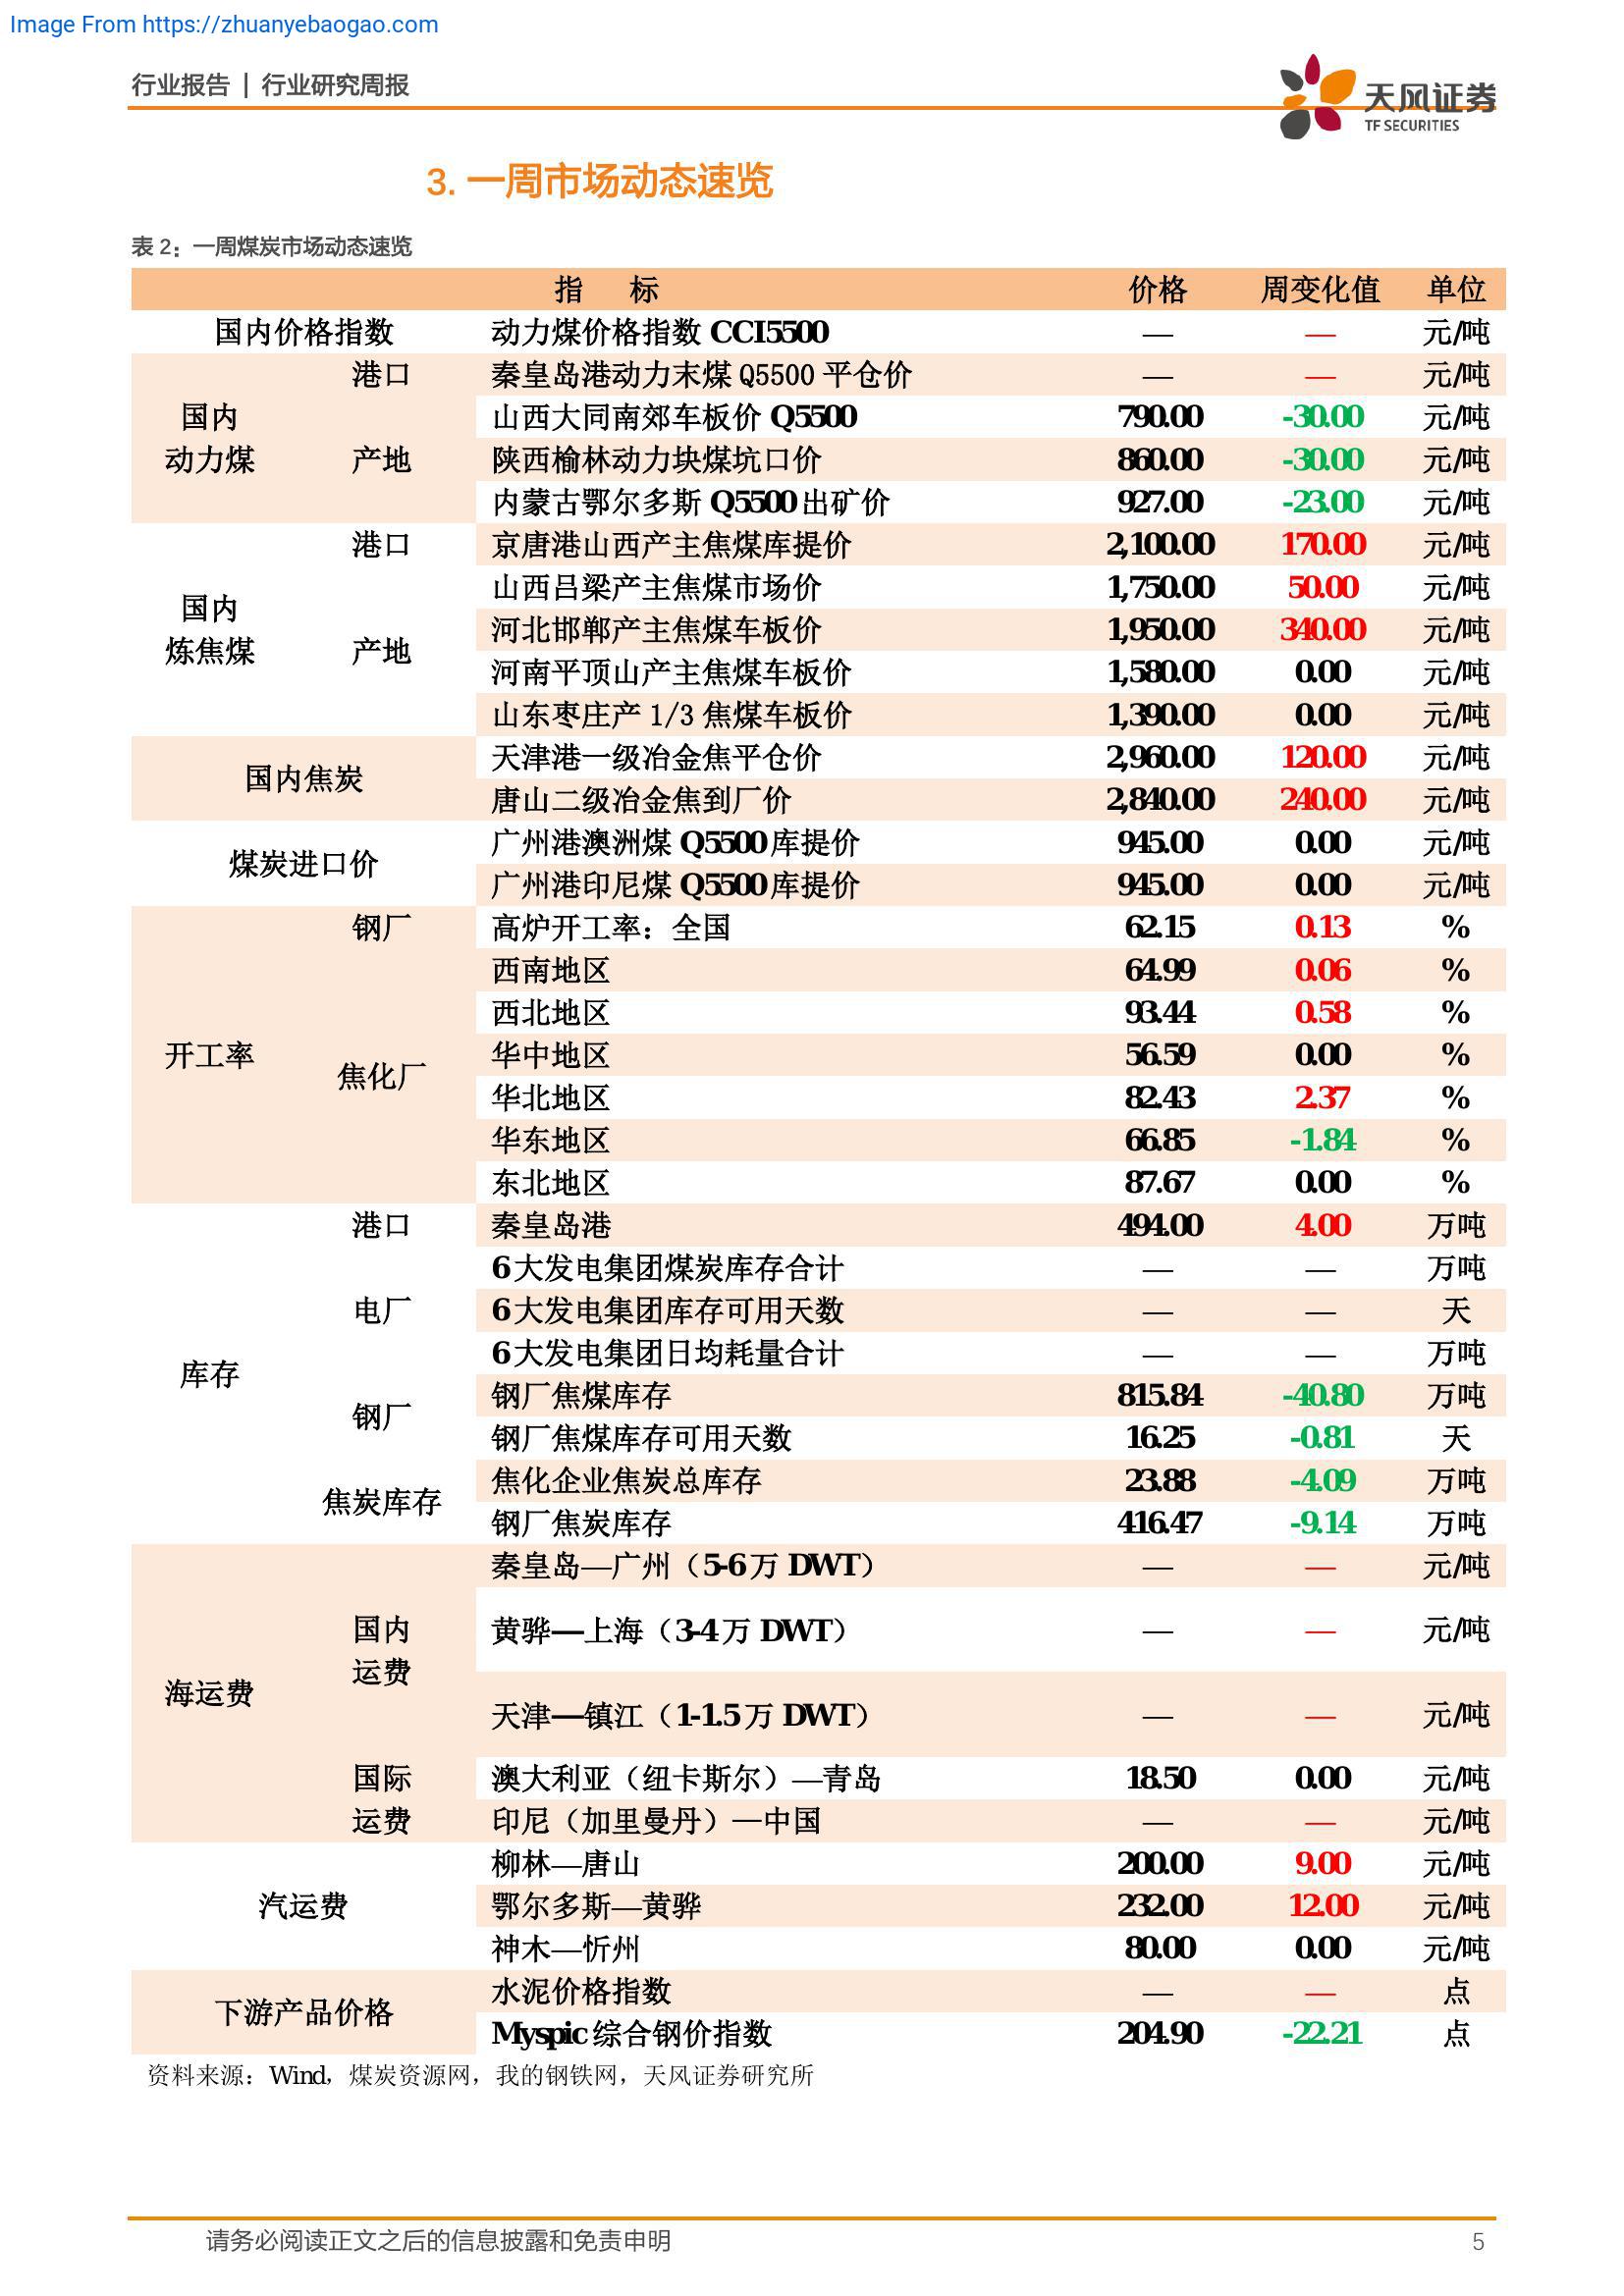 Image From https://zhuanyebaogao.com
行业报告 | 行业研究周报
天风证券
TF SECURITIES
3. 一周市场动态速览
表 2：一周煤炭市场动态速览
指 标 价格 周变化值 单位
国内价格指数 动力煤价格指数 CCI5500 — — 元/吨
国内动力煤 港口 秦皇岛港动力末煤 Q5500 平仓价 — — 元/吨
产地 山西大同南郊车板价 Q5500 790.00 -30.00 元/吨
陕西榆林动力块煤坑口价 860.00 -30.00 元/吨
内蒙古鄂尔多斯 Q5500 出矿价 927.00 -23.00 元/吨
国内炼焦煤 港口 京唐港山西产主焦煤库提价 2,100.00 170.00 元/吨
产地 山西吕梁产主焦煤市场价 1,750.00 50.00 元/吨
河北邯郸产主焦煤车板价 1,950.00 340.00 元/吨
河南平顶山产主焦煤车板价 1,580.00 0.00 元/吨
山东枣庄产 1/3 焦煤车板价 1,390.00 0.00 元/吨
国内焦炭 天津港一级冶金焦平仓价 2,960.00 120.00 元/吨
唐山二级冶金焦到厂价 2,840.00 240.00 元/吨
煤炭进口价 广州港澳洲煤 Q5500 库提价 945.00 0.00 元/吨
广州港印尼煤 Q5500 库提价 945.00 0.00 元/吨
开工率 钢厂 高炉开工率：全国 62.15 0.13 %
焦化厂 西南地区 64.99 0.06 %
西北地区 93.44 0.58 %
华中地区 56.59 0.00 %
华北地区 82.43 2.37 %
华东地区 66.85 -1.84 %
东北地区 87.67 0.00 %
库存 港口 秦皇岛港 494.00 4.00 万吨
电厂 6 大发电集团煤炭库存合计 — — 万吨
6 大发电集团库存可用天数 — — 天
6 大发电集团日均耗量合计 — — 万吨
钢厂 钢厂焦煤库存 815.84 -40.80 万吨
钢厂焦煤库存可用天数 16.25 -0.81 天
焦炭库存 焦化企业焦炭总库存 23.88 -4.09 万吨
钢厂焦炭库存 416.47 -9.14 万吨
海运费 国内运费 秦皇岛—广州（5-6 万 DWT） — — 元/吨
黄骅—上海（3-4 万 DWT） — — 元/吨
天津—镇江（1-1.5 万 DWT） — — 元/吨
国际运费 澳大利亚（纽卡斯尔）—青岛 18.50 0.00 元/吨
印尼（加里曼丹）—中国 — — 元/吨
汽运费 柳林—唐山 200.00 9.00 元/吨
鄂尔多斯—黄骅 232.00 12.00 元/吨
神木—忻州 80.00 0.00 元/吨
下游产品价格 水泥价格指数 — — 点
Myspic 综合钢价指数 204.90 -22.21 点
资料来源：Wind，煤炭资源网，我的钢铁网，天风证券研究所
请务必阅读正文之后的信息披露和免责申明 5